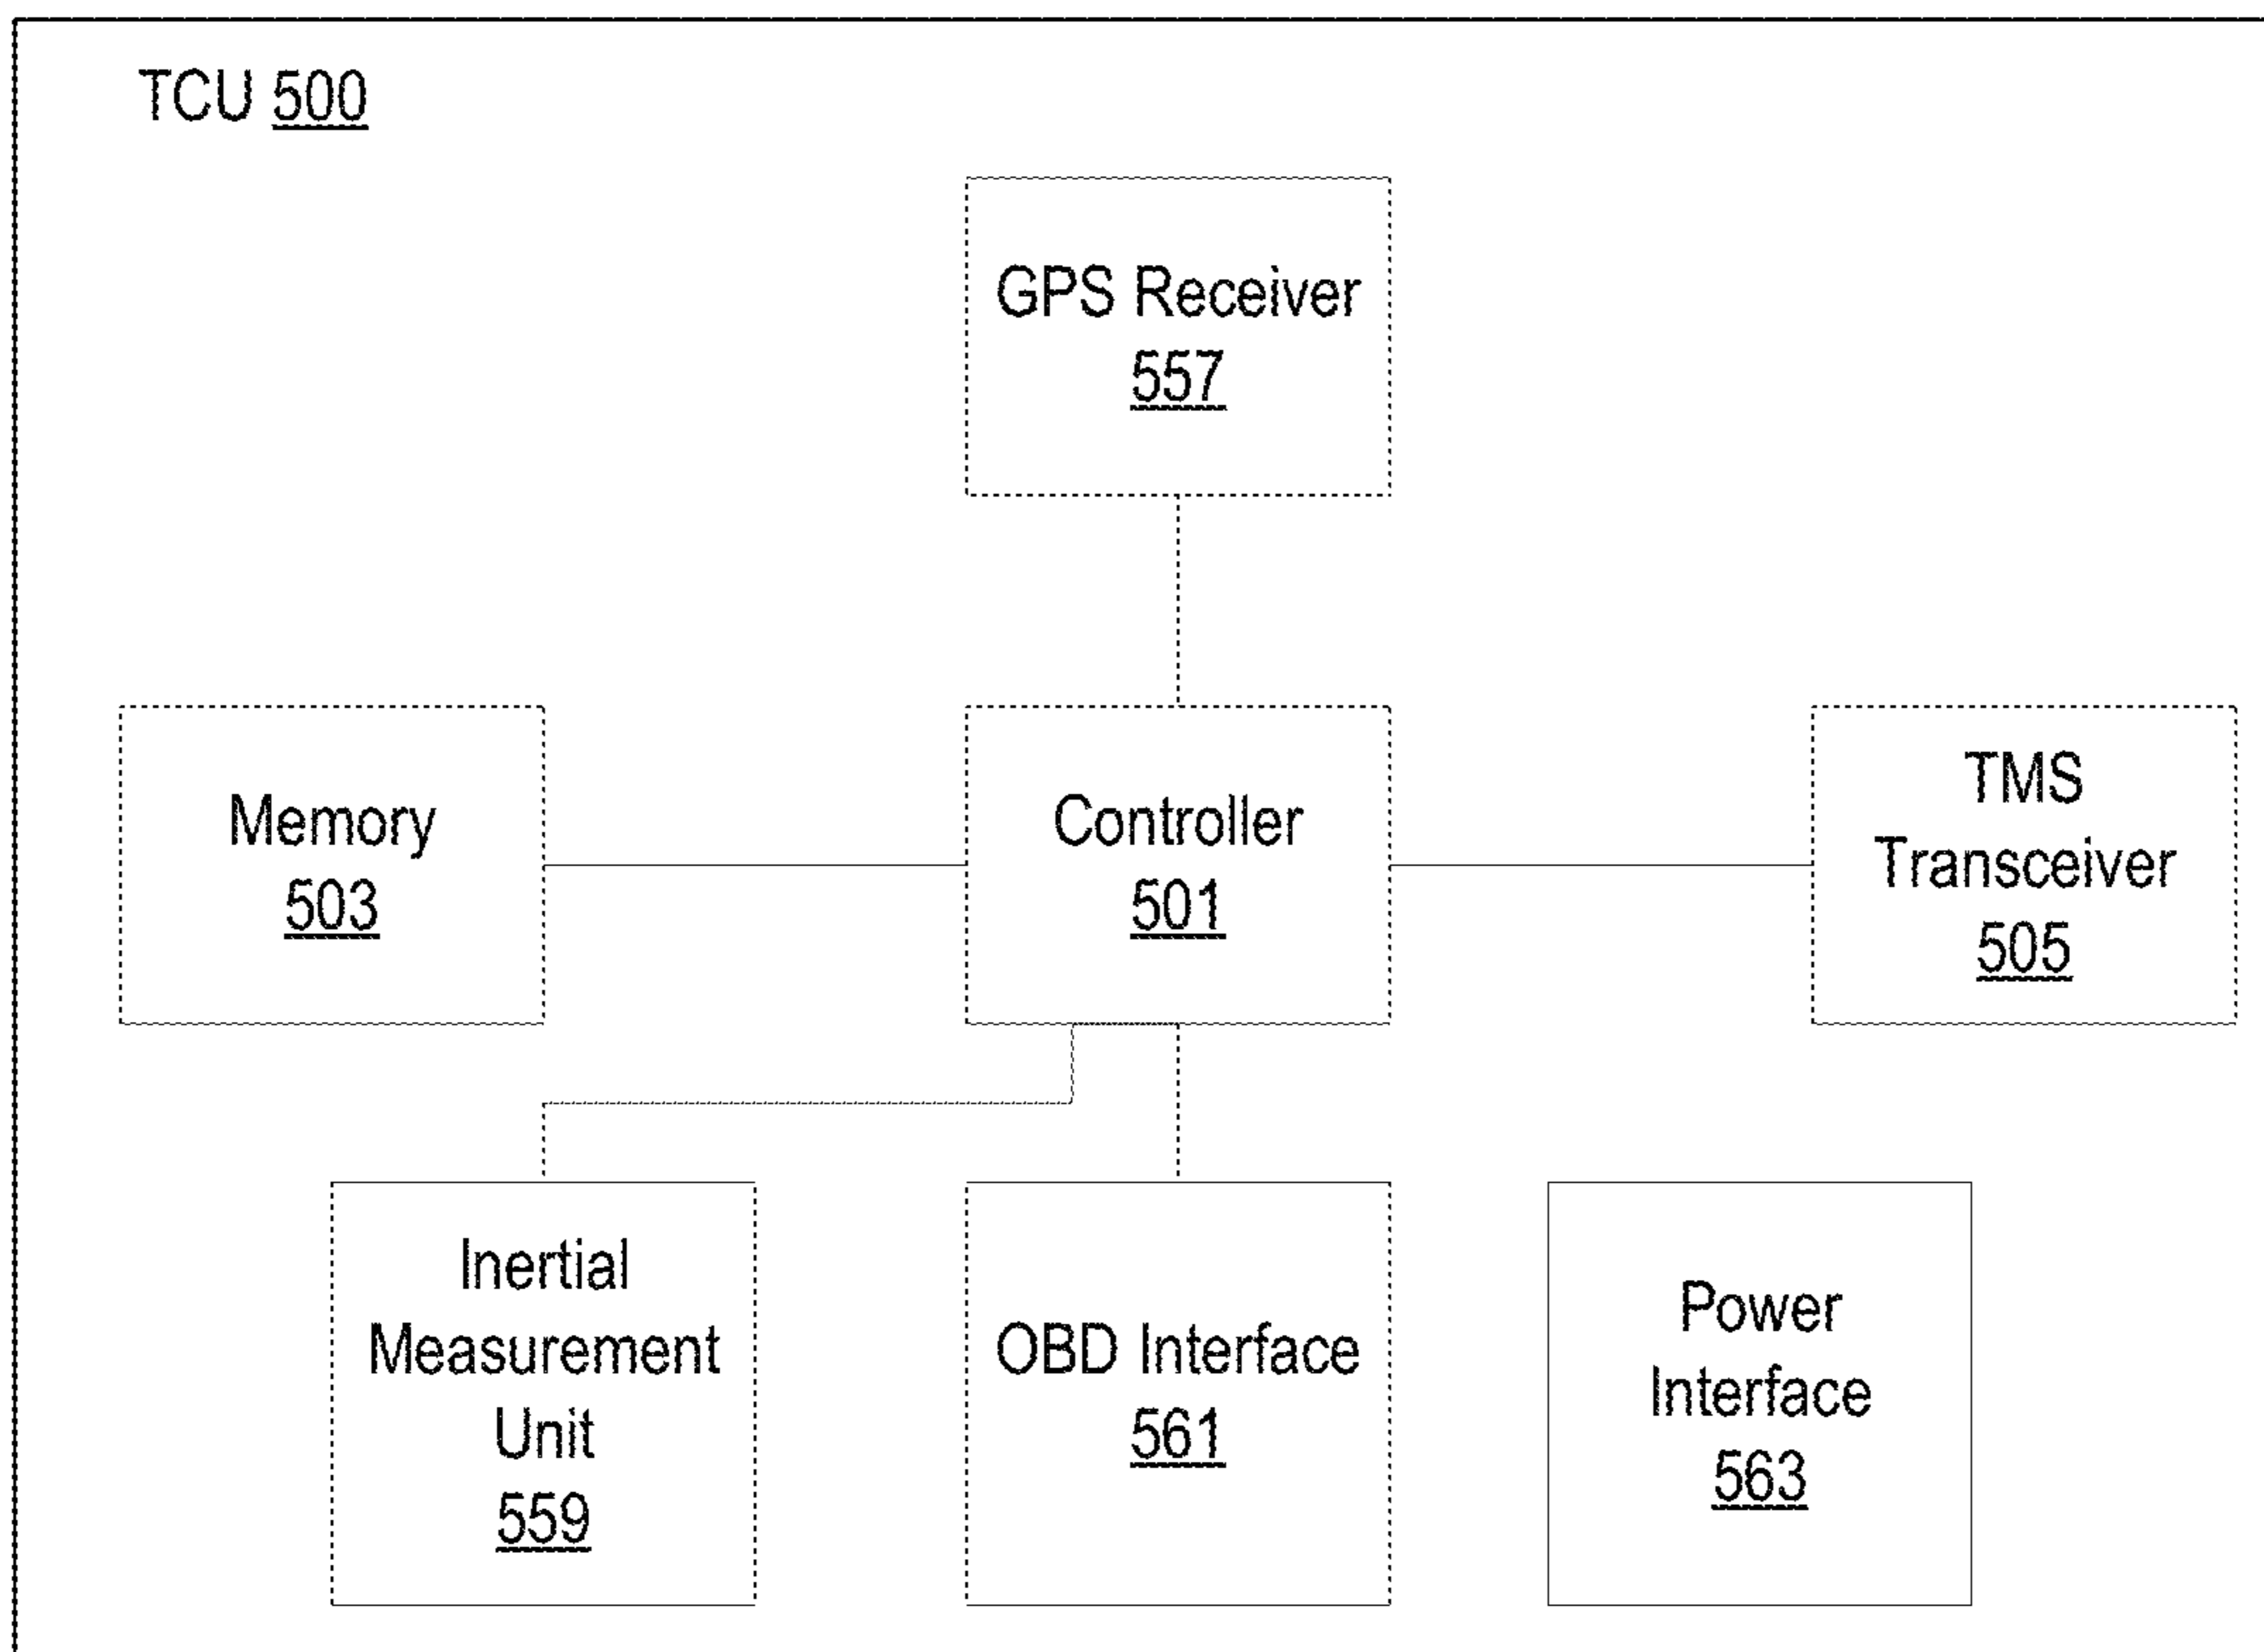 TCU 500
GPS Receiver
557
Memory
503
Controller
501
TMS
Transceiver
505
Inertial
Measurement
Unit
559
OBD Interface
561
Power
Interface
563